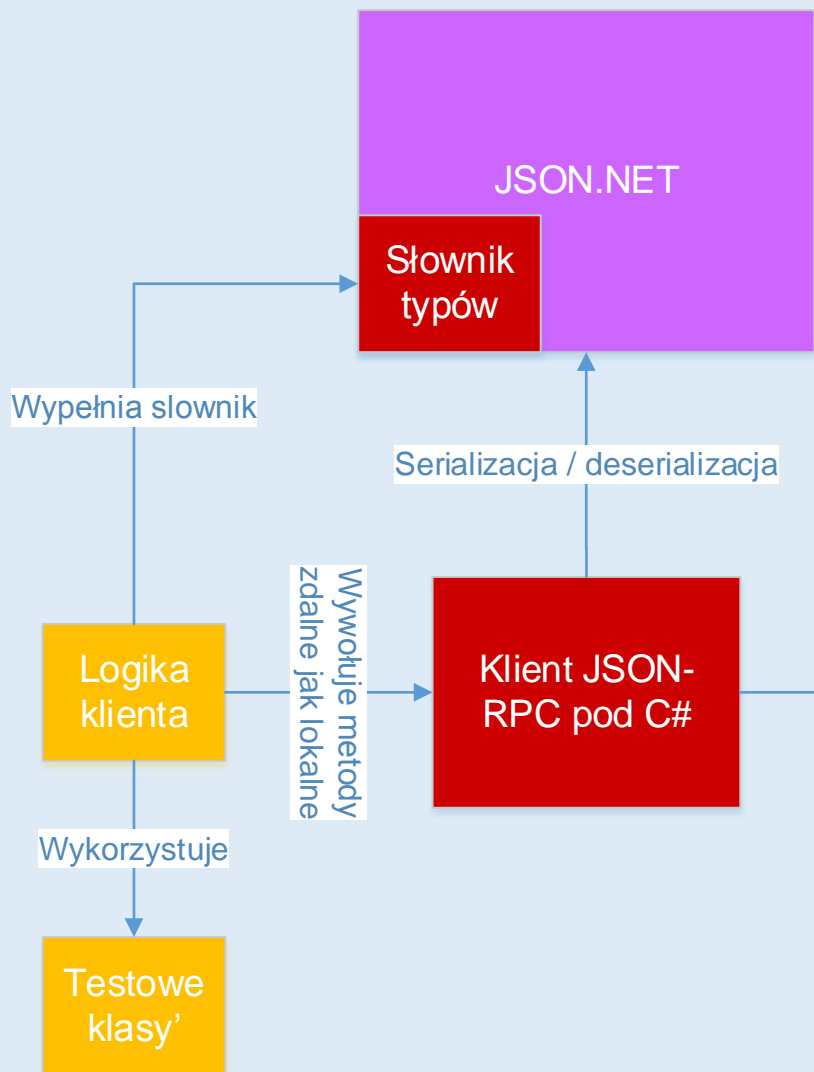 JSON.NET
Słownik
typów
Wypełnia slownik
Serializacja / deserializacja
Wywołuje metody
zdalne jak lokalne
Logika
klienta
Klient JSON-
RPC pod C#
Wykorzystuje
Testowe
klasy’